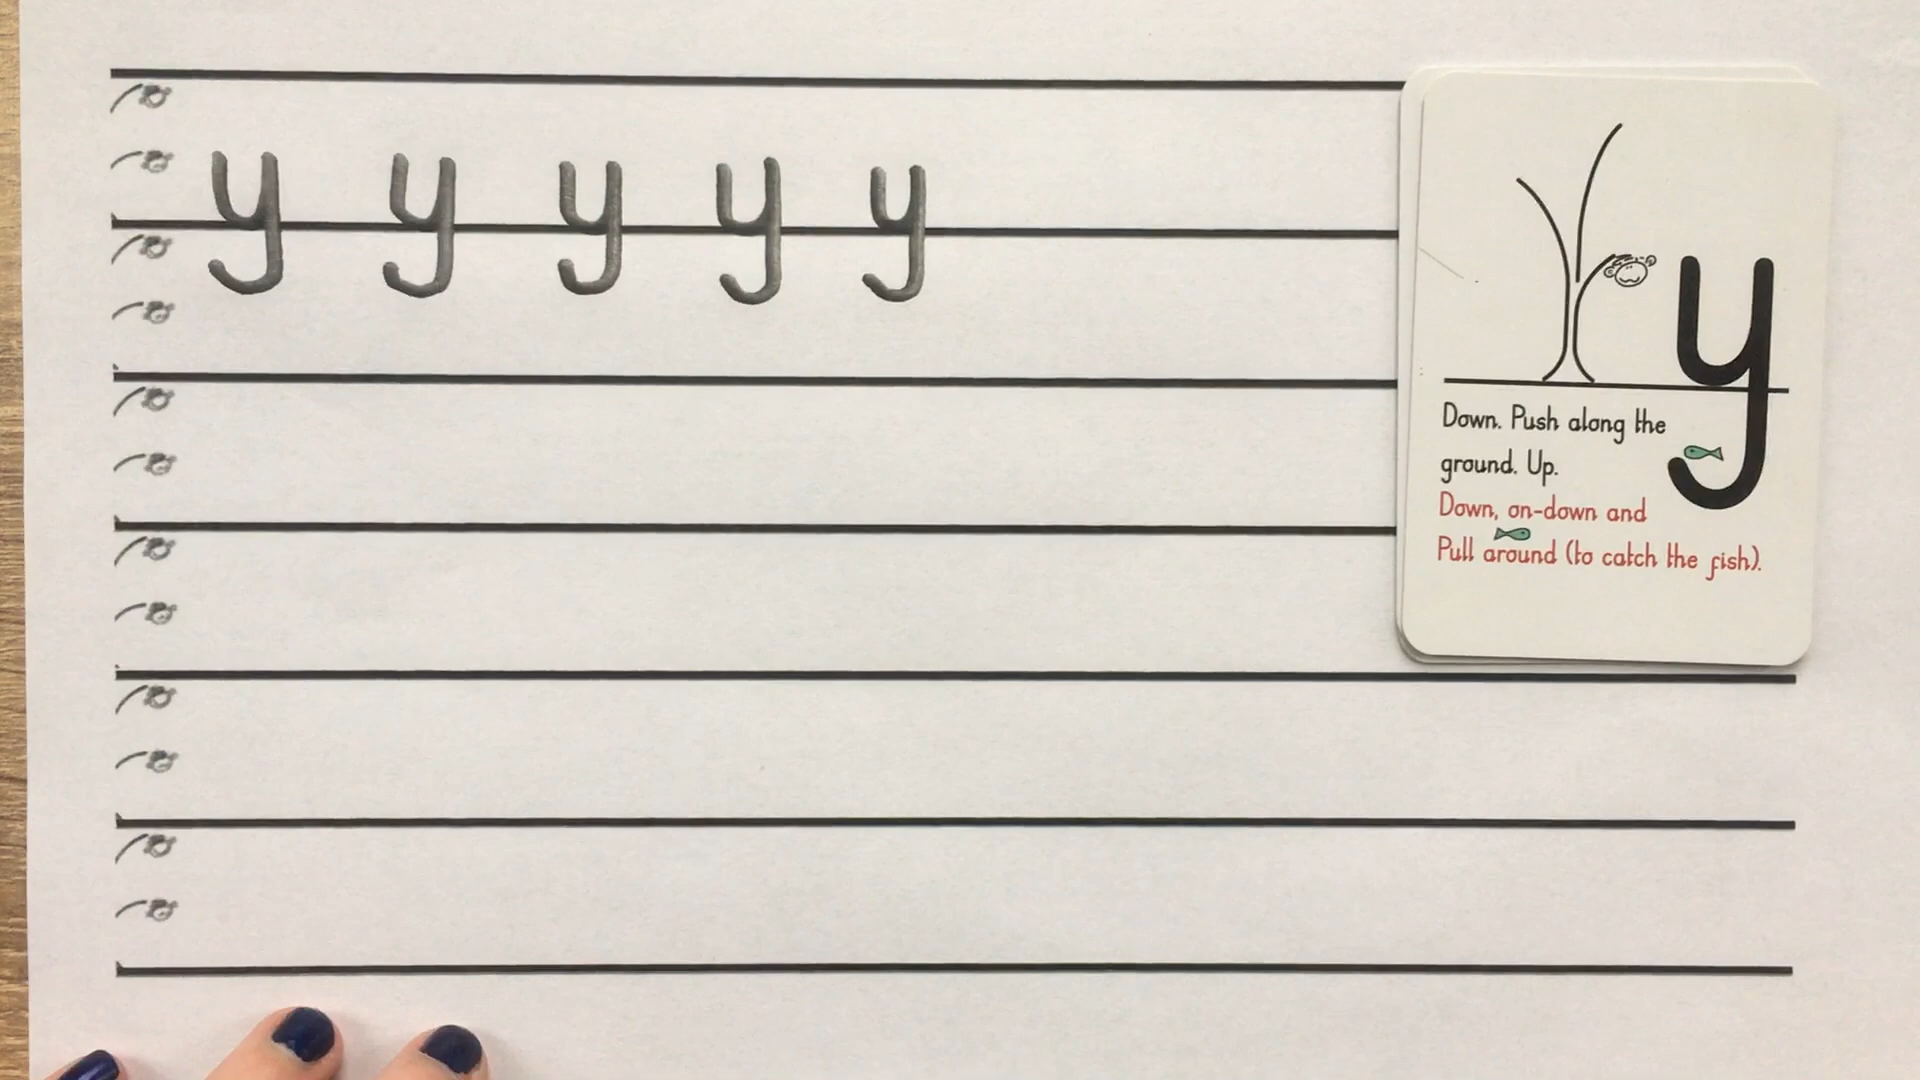 y y y y y
y
Down. Push along the
ground. Up.
Down, on-down and
Pull around (to catch the fish).